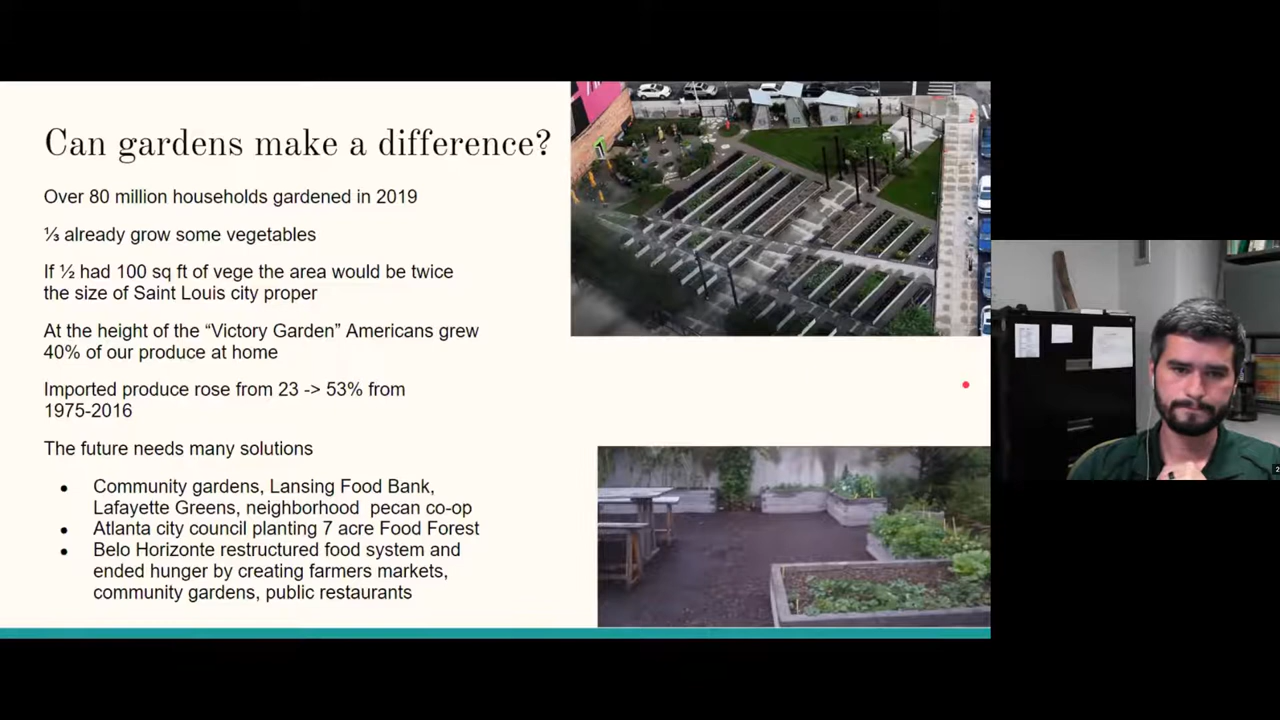 Can gardens make a difference?
Over 80 million households gardened in 2019
⅓ already grow some vegetables
If ½ had 100 sq ft of vege the area would be twice
the size of Saint Louis city proper
At the height of the “Victory Garden” Americans grew
40% of our produce at home
Imported produce rose from 23 -> 53% from
1975-2016
The future needs many solutions
● Community gardens, Lansing Food Bank,
Lafayette Greens, neighborhood pecan co-op
● Atlanta city council planting 7 acre Food Forest
● Belo Horizonte restructured food system and
ended hunger by creating farmers markets,
community gardens, public restaurants